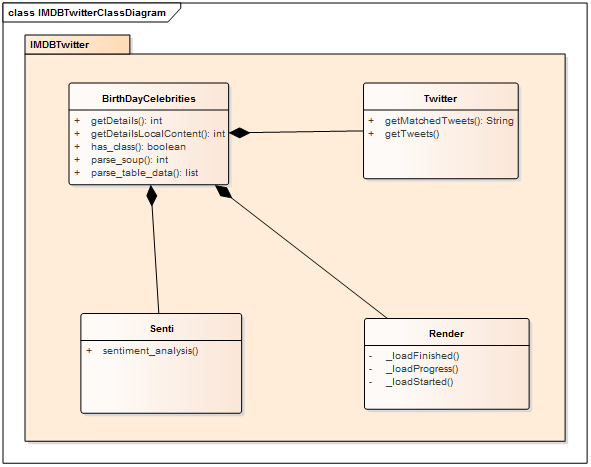 class IMDBTwitterClassDiagram
IMDBTwitter
BirthDayCelebrities
+ getDetails(): int
+ getDetailsLocalContent(): int
+ has_class(): boolean
+ parse_soup(): int
+ parse_table_data(): list
Twitter
+ getMatchedTweets(): String
+ getTweets()
Senti
+ sentiment_analysis()
Render
- _loadFinished()
- _loadProgress()
- _loadStarted()